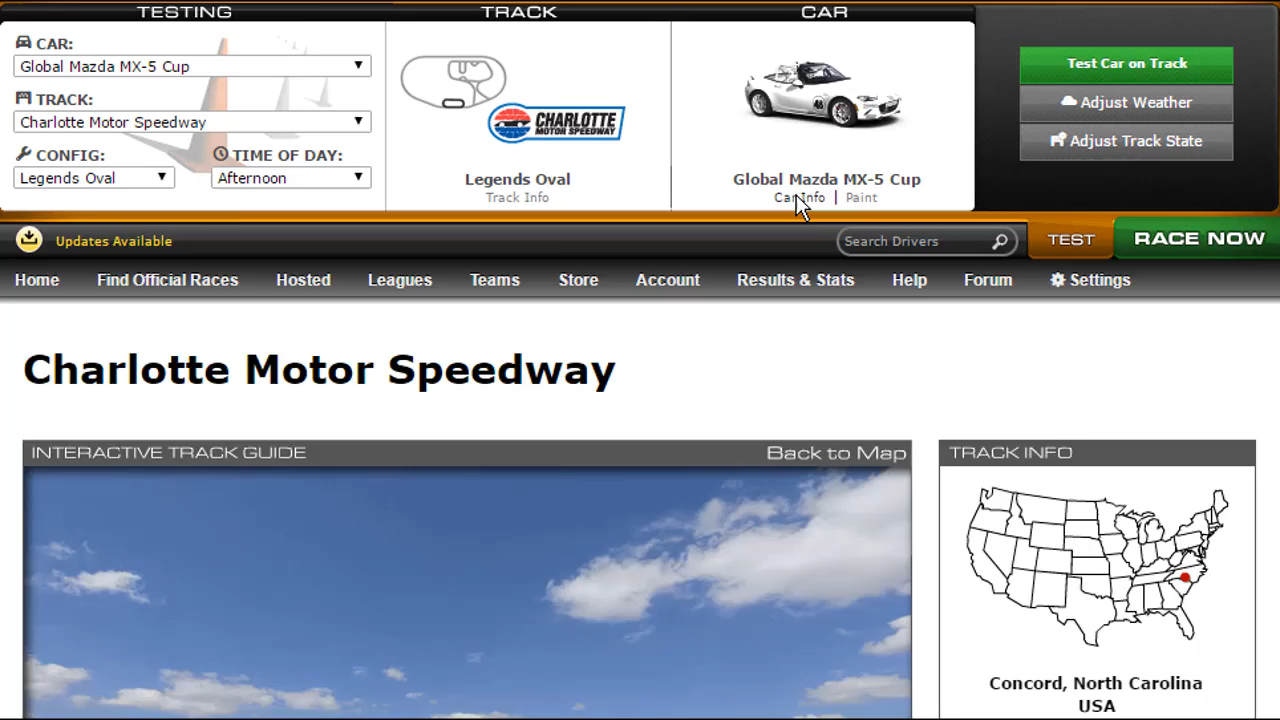 TESTING
CAR:
Global Mazda MX-5 Cup
TRACK:
Charlotte Motor Speedway
CONFIG:
Legends Oval
TIME OF DAY:
Afternoon
TRACK
CHARLOTTE
MOTOR SPEEDWAY
Legends Oval
Track Info
CAR
Global Mazda MX-5 Cup
Car Info | Paint
Test Car on Track
Adjust Weather
Adjust Track State
Updates Available
Search Drivers
TEST
RACE NOW
Home Find Official Races Hosted Leagues Teams Store Account Results & Stats Help Forum Settings
Charlotte Motor Speedway
INTERACTIVE TRACK GUIDE
Back to Map
TRACK INFO
Concord, North Carolina
USA